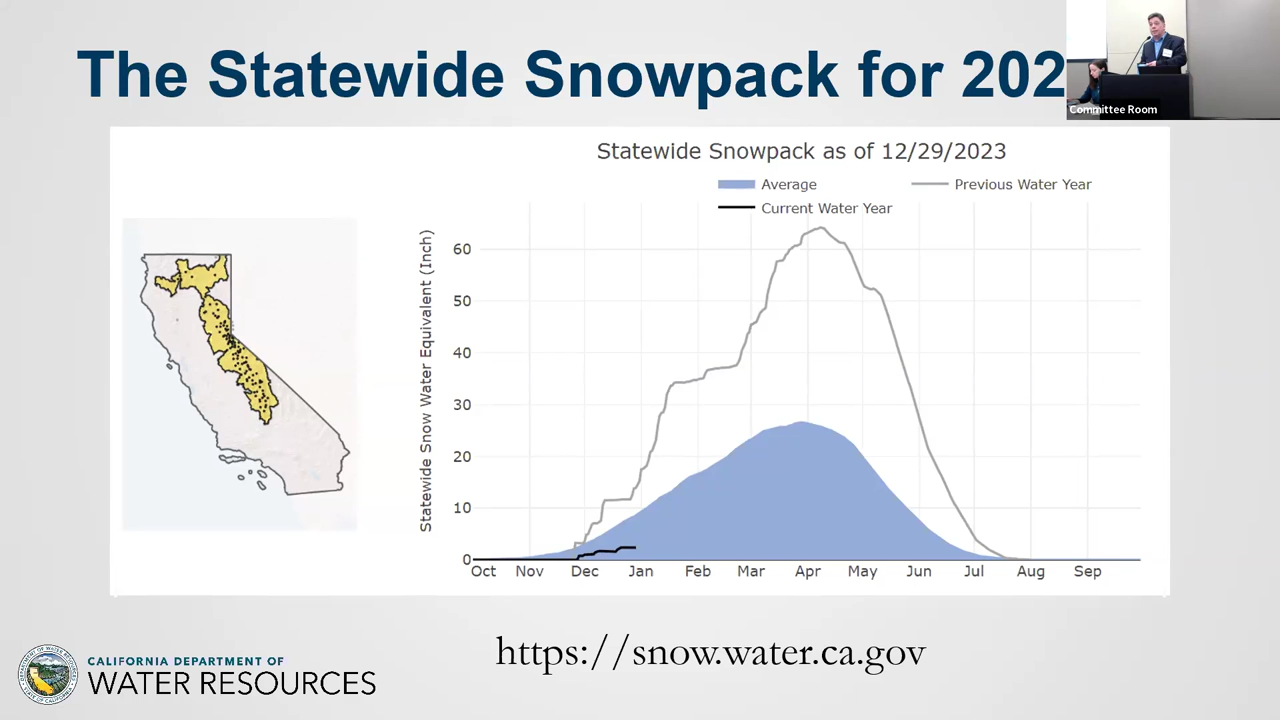 The Statewide Snowpack for 202
Committee Room
Statewide Snowpack as of 12/29/2023
Average
Previous Water Year
Current Water Year
Statewide Snow Water Equivalent (Inch)
60
50
40
30
20
10
0
Oct Nov Dec Jan Feb Mar Apr May Jun Jul Aug Sep
https://snow.water.ca.gov
CALIFORNIA DEPARTMENT OF
WATER RESOURCES